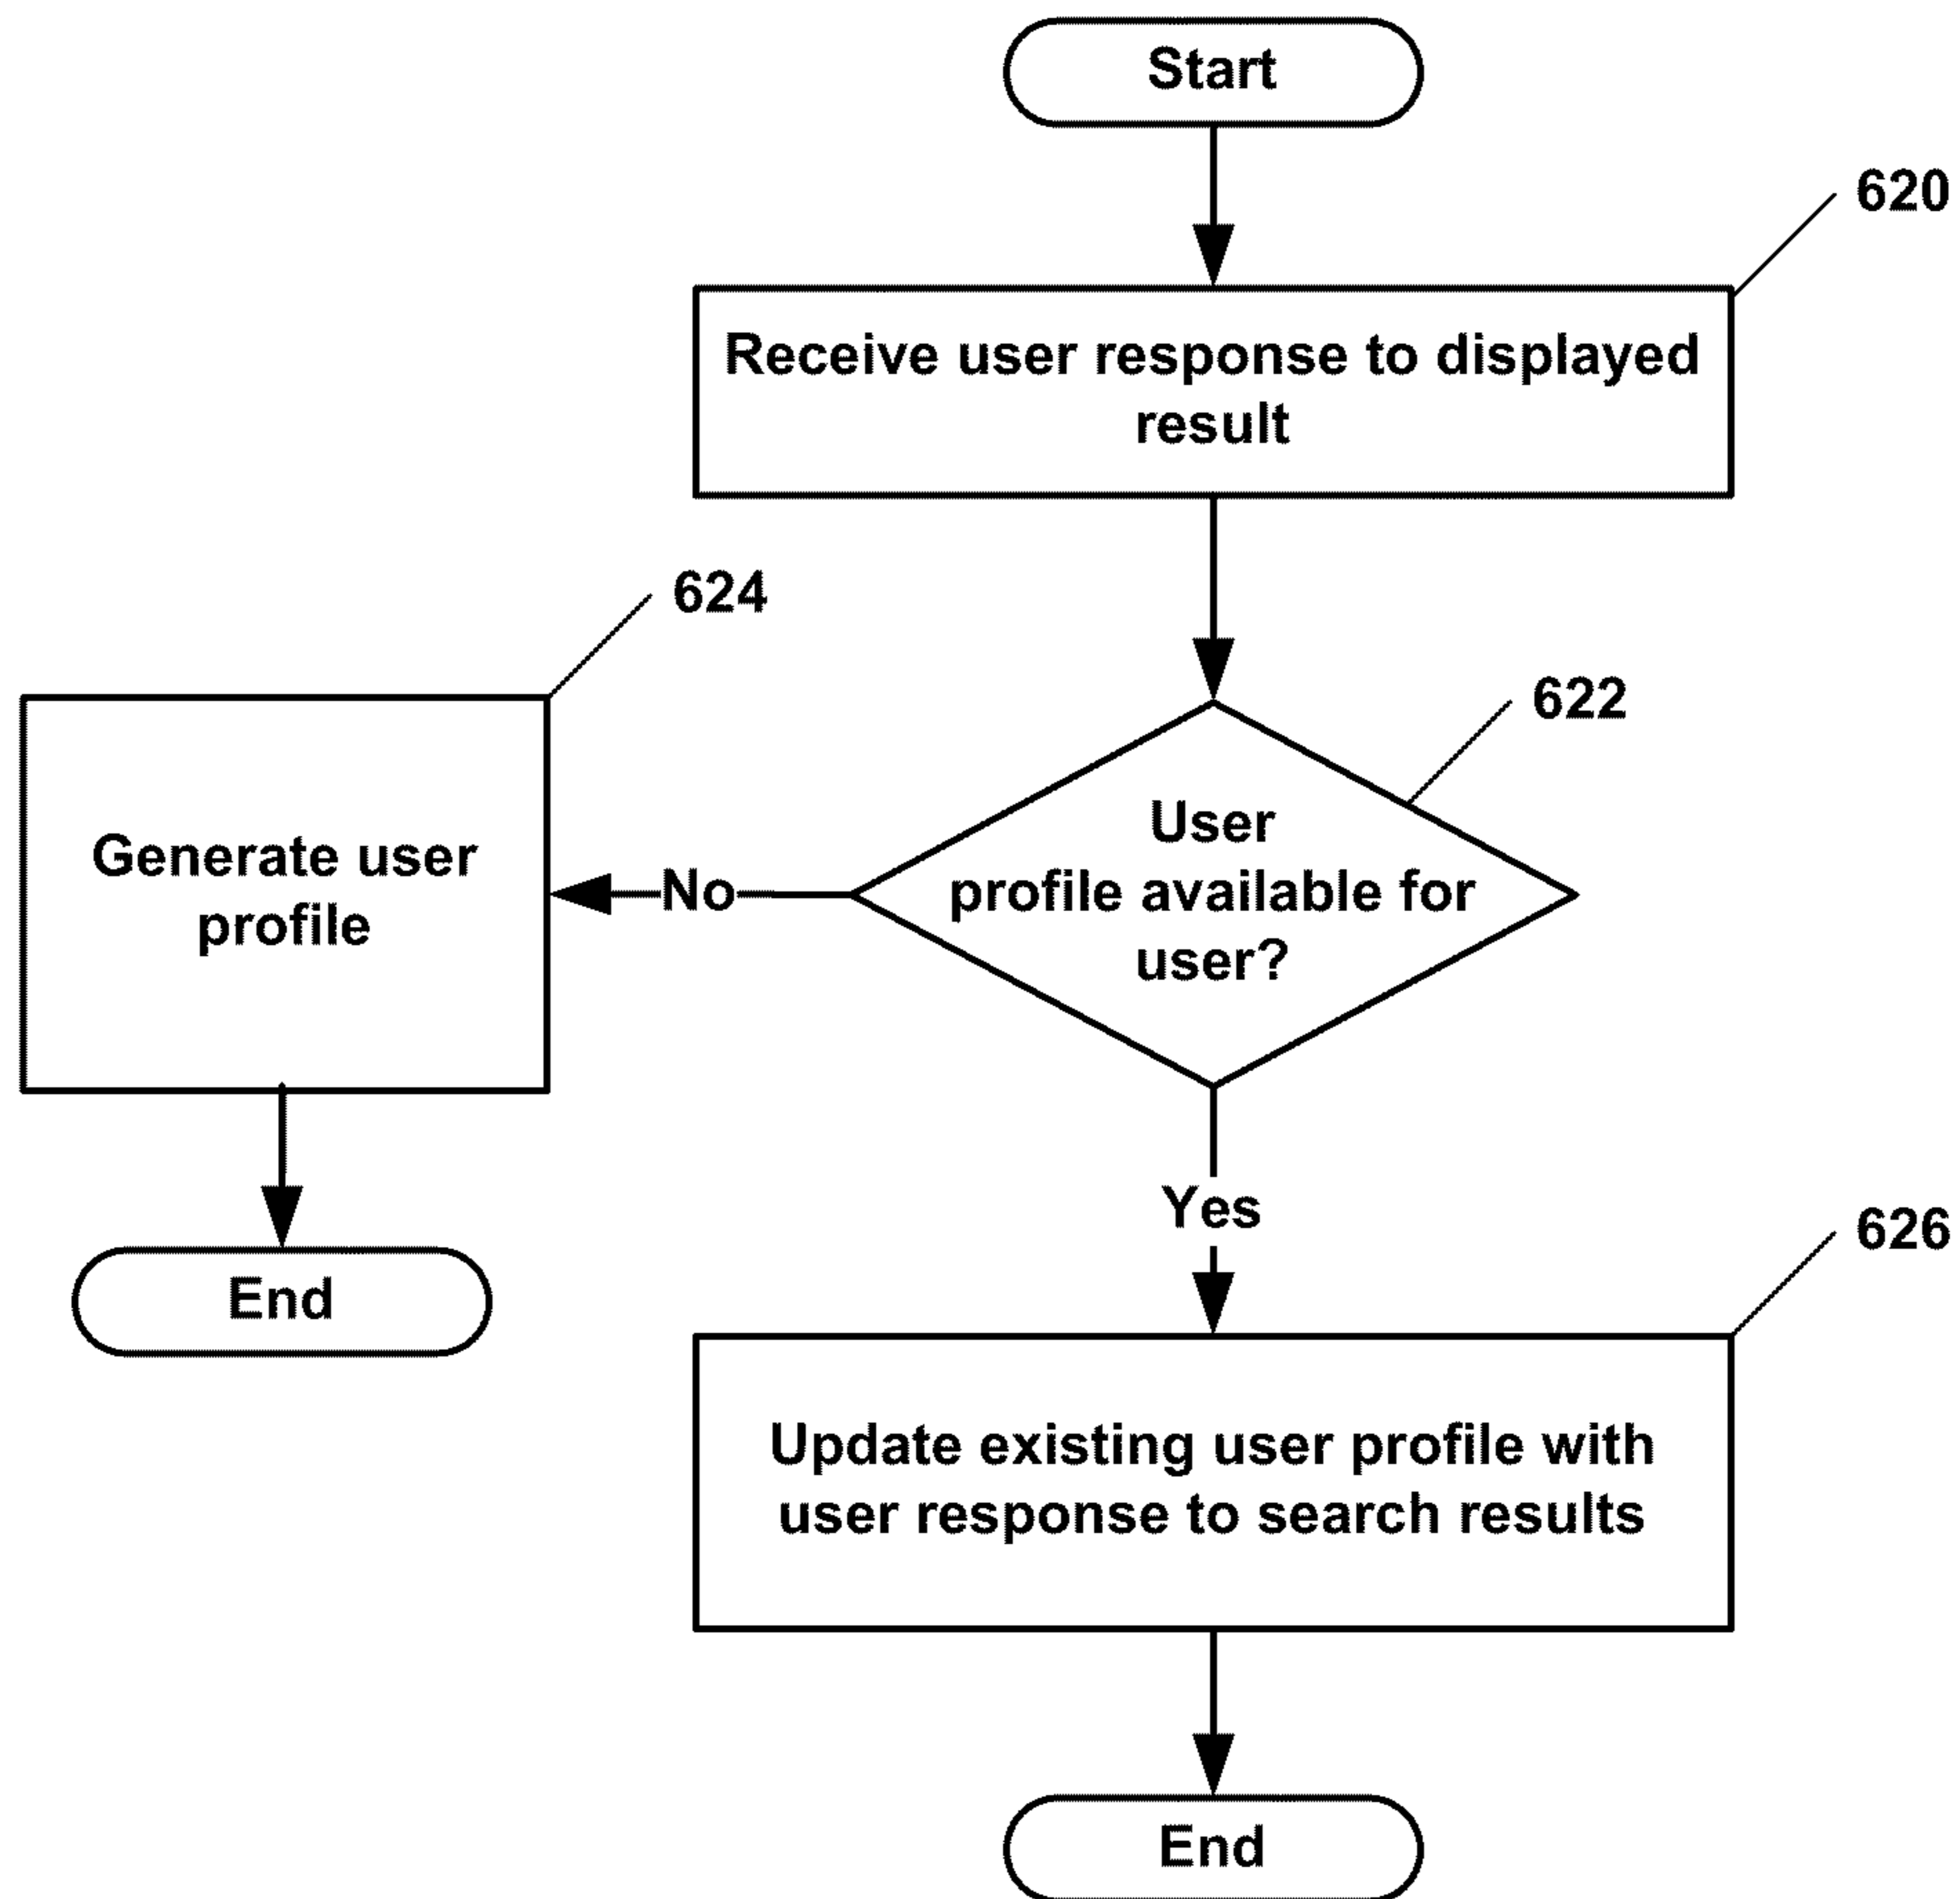 Start
620
Receive user response to displayed
result
624
622
User
profile available for
user?
No
Generate user
profile
Yes
End
626
Update existing user profile with
user response to search results
End